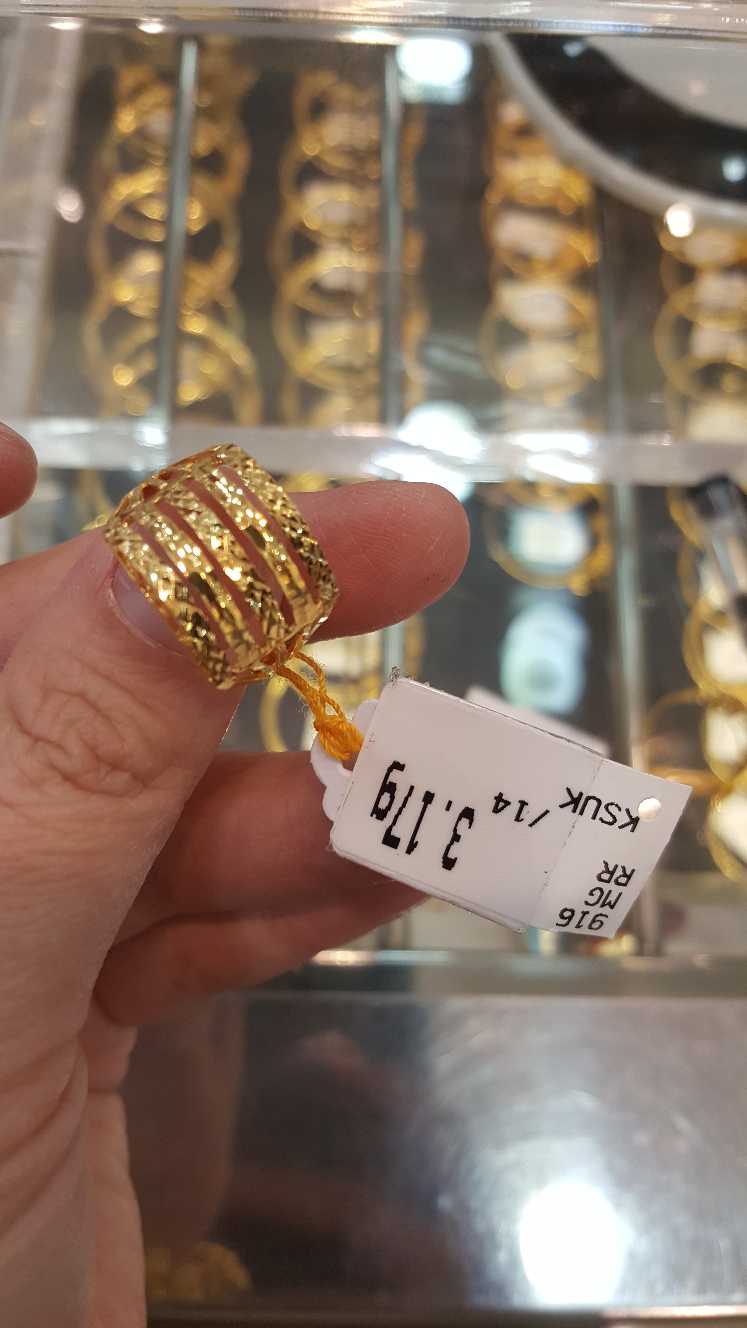 916
MG
RR
KSUK
/14
3.17g